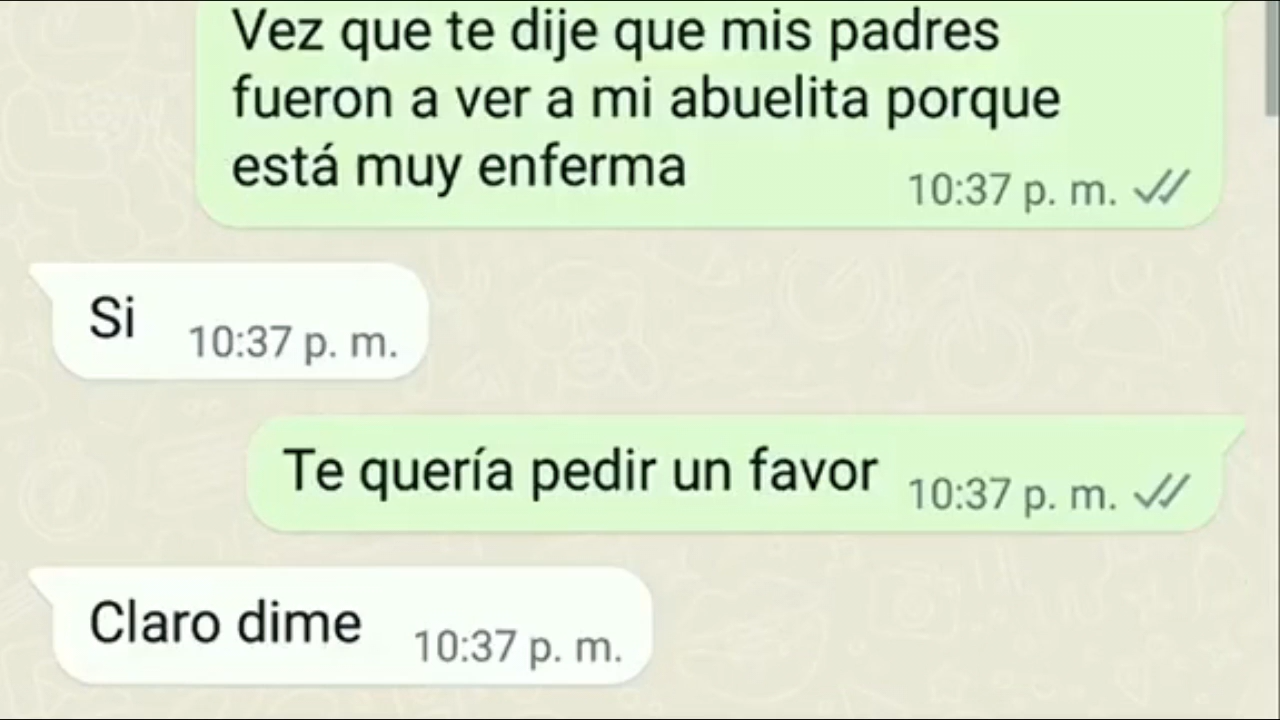 Vez que te dije que mis padres
fueron a ver a mi abuelita porque
está muy enferma
10:37 p. m.
Si
10:37 p. m.
Te quería pedir un favor
10:37 p. m.
Claro dime
10:37 p. m.